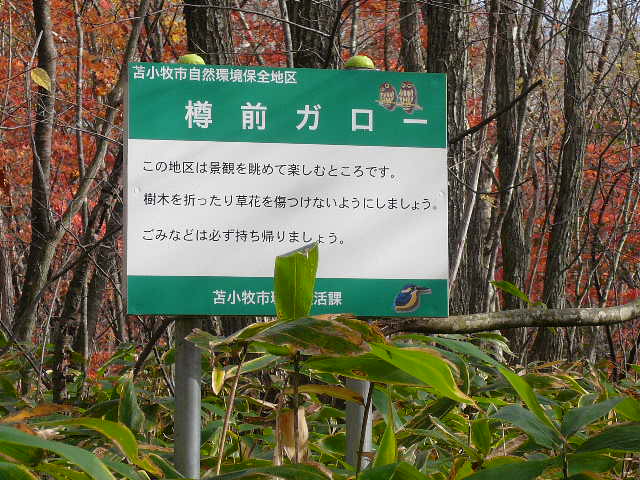 苫小牧市自然環境保全地区
樽前ガロー
この地区は景観を眺めて楽しむところです。
樹木を折ったり草花を傷つけないようにしましょう。
ごみなどは必ず持ち帰りましょう。
苫小牧市環 活課